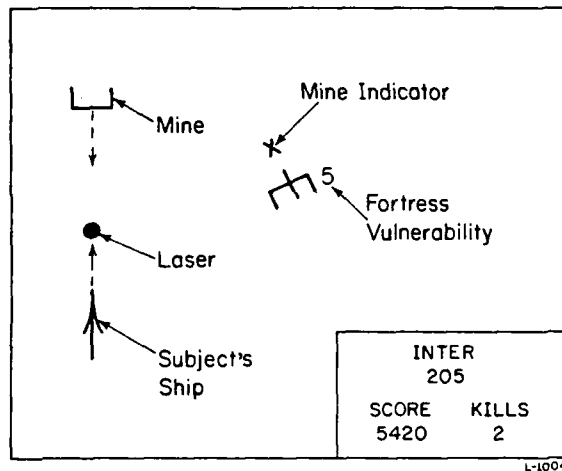 Mine Indicator
Mine
5
Fortress
Vulnerability
Laser
Subject's
Ship
INTER
205
SCORE KILLS
5420 2